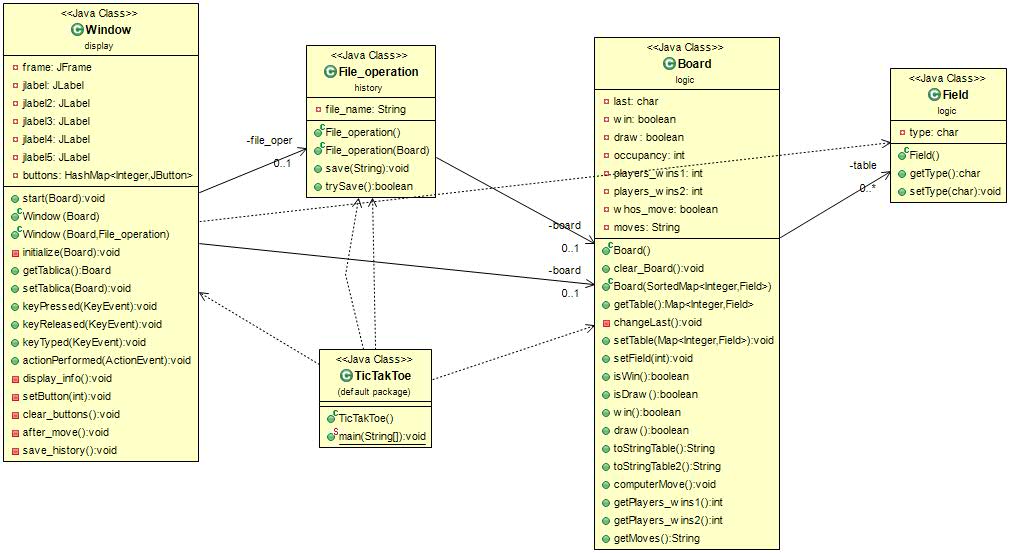 <<Java Class>>
Window
display
frame: JFrame
jlabel: JLabel
jlabel2: JLabel
jlabel3: JLabel
jlabel4: JLabel
jlabel5: JLabel
buttons: HashMap<Integer,JButton>
start(Board):void
Window(Board)
Window(Board,File_operation)
initialize(Board):void
getTablica():Board
setTablica(Board):void
keyPressed(KeyEvent):void
keyReleased(KeyEvent):void
keyTyped(KeyEvent):void
actionPerformed(ActionEvent):void
display_info():void
setButton(int):void
clear_buttons():void
after_move():void
save_history():void
-file_oper
0..1
<<Java Class>>
File_operation
history
file_name: String
File_operation()
File_operation(Board)
save(String):void
trySave():boolean
<<Java Class>>
TicTakToe
(default package)
TicTakToe()
main(String[]):void
-board
0..1
-board
0..1
<<Java Class>>
Board
logic
last: char
win: boolean
draw: boolean
occupancy: int
players_wins1: int
players_wins2: int
whos_move: boolean
moves: String
Board()
clear_Board():void
Board(SortedMap<Integer,Field>)
getTable():Map<Integer,Field>
changeLast():void
setTable(Map<Integer,Field>):void
setField(int):void
isWin():boolean
isDraw():boolean
win():boolean
draw():boolean
toStringTable():String
toStringTable2():String
computerMove():void
getPlayers_wins1():int
getPlayers_wins2():int
getMoves():String
-table
0..*
<<Java Class>>
Field
logic
type: char
Field()
getType():char
setType(char):void